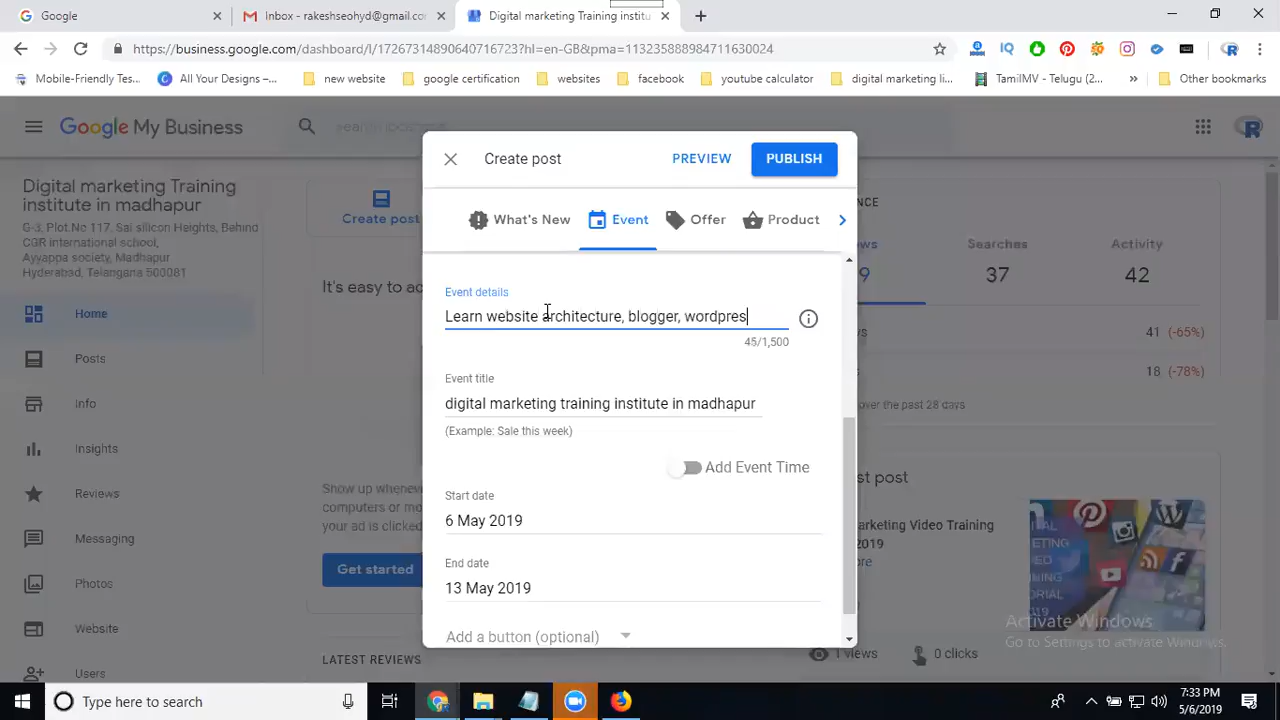 Google
Inbox - rakeshseohyd@gmail.co
Digital marketing Training institu
https://business.google.com/dashboard/l/17267314890640716723?hl=en-GB&pma=113235888984711630024
Mobile-Friendly Tes...
All Your Designs –...
new website
google certification
websites
facebook
youtube calculator
digital marketing li...
TamilMV - Telugu (2...
Other bookmarks
Google My Business
Digital marketing Training
institute in madhapur
G-3, Plot No 117, Sai silicon Heights, Behind
CGR international school,
Ayyappa society, Madhapur
Hyderabad, Telangana 500081
Home
Posts
Info
Insights
Reviews
Messaging
Photos
Website
Users
Create post
It's easy to
Show up wheneve
computers or mo
your ad is clicked
Get started
LATEST REVIEWS
Create post
PREVIEW
PUBLISH
What's New
Event
Offer
Product
Event details
Learn website architecture, blogger, wordpres
45/1,500
Event title
digital marketing training institute in madhapur
(Example: Sale this week)
Add Event Time
Start date
6 May 2019
End date
13 May 2019
Add a button (optional)
Searches
Activity
37
42
41 (-65%)
18 (-78%)
over the past 28 days
st post
arketing Video Training
2019
1 views
0 clicks
Activate Windows
Go to Settings to activate Windows.
Type here to search
7:33 PM
5/6/2019